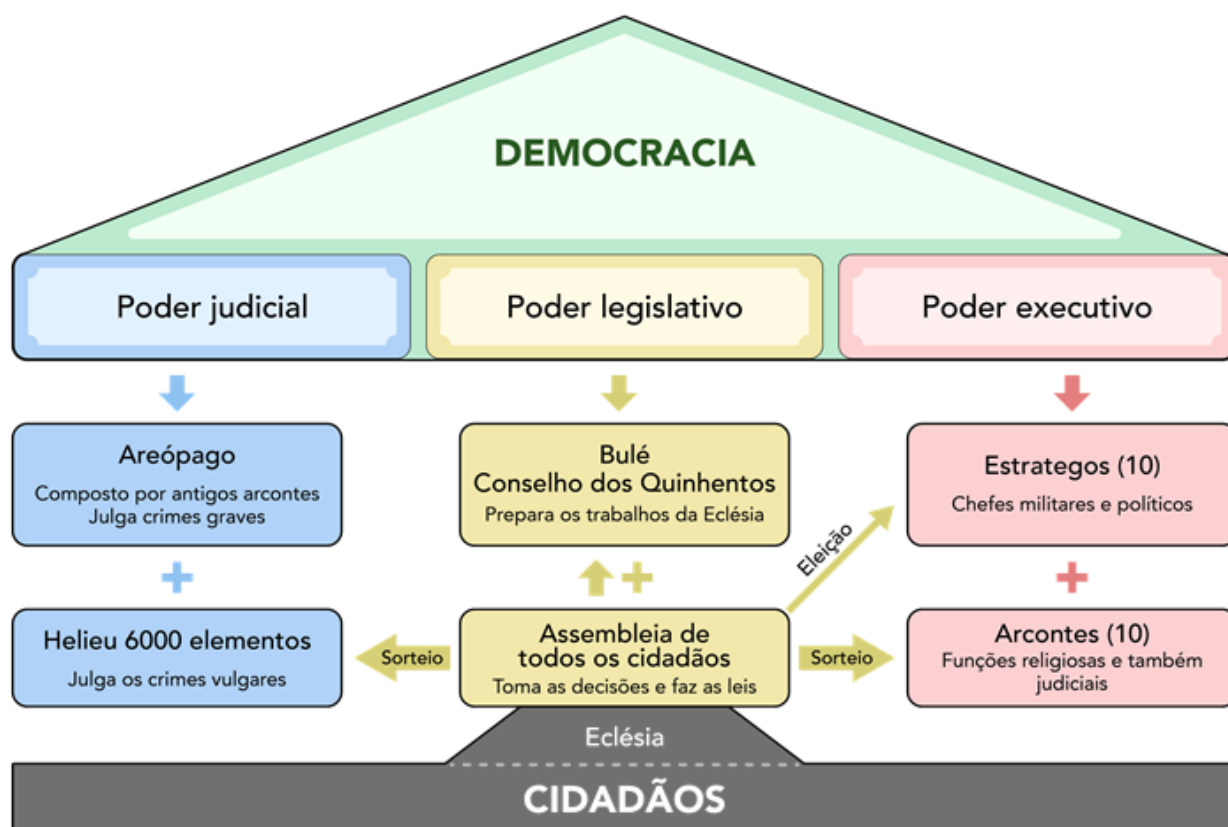 DEMOCRACIA
Poder judicial
Poder legislativo
Poder executivo
Areópago
Composto por antigos arcontes
Julga crimes graves
Bulé
Conselho dos Quinhentos
Prepara os trabalhos da Eclésia
Estrategos (10)
Chefes militares e políticos
Eleição
Helieu 6000 elementos
Julga os crimes vulgares
Sorteio
Assembleia de
todos os cidadãos
Toma as decisões e faz as leis
Sorteio
Arcontes (10)
Funções religiosas e também
judiciais
Eclésia
CIDADÃOS